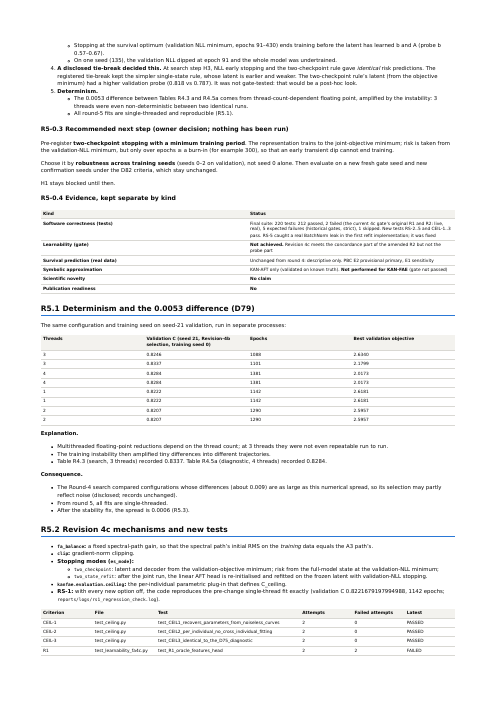 Stopping at the survival optimum (validation NLL minimum, epochs 91–430) ends training before the latent has learned b and A (probe b
0.57–0.67).
On one seed (135), the validation NLL dipped at epoch 91 and the whole model was undertrained.
4. A disclosed tie-break decided this. At search step H3, NLL early stopping and the two-checkpoint rule gave identical risk predictions. The
registered tie-break kept the simpler single-state rule, whose latent is earlier and weaker. The two-checkpoint rule's latent (from the objective
minimum) had a higher validation probe (0.818 vs 0.787). It was not gate-tested: that would be a post-hoc look.
5. Determinism.
The 0.0053 difference between Tables R4.3 and R4.5a comes from thread-count-dependent floating point, amplified by the instability: 3
threads were even non-deterministic between two identical runs.
All round-5 fits are single-threaded and reproducible (R5.1).
R5-0.3 Recommended next step (owner decision; nothing has been run)
Pre-register two-checkpoint stopping with a minimum training period. The representation trains to the joint-objective minimum; risk is taken
from the validation-NLL minimum, but only over epochs ≥ a burn-in (for example 300), so that an early transient dip cannot end training.
Choose it by robustness across training seeds (seeds 0–2 on validation), not seed 0 alone. Then evaluate on a new fresh gate seed and new
confirmation seeds under the D82 criteria, which stay unchanged.
H1 stays blocked until then.
R5-0.4 Evidence, kept separate by kind
Kind Status
Software correctness (tests) Final suite: 220 tests: 212 passed, 2 failed (the current 4c gate's original R1 and R2: live,
real), 5 expected failures (historical gates, strict), 1 skipped. New tests RS-2..5 and CEIL-1..3
pass. RS-5 caught a real BatchNorm leak in the first refit implementation; it was fixed
Learnability (gate) Not achieved. Revision 4c meets the concordance part of the amended R2 but not the
probe part
Survival prediction (real data) Unchanged from round 4: descriptive only, PBC E2 provisional primary, E1 sensitivity
Symbolic approximation KAN-AFT only (validated on known truth). Not performed for KAN-FAE (gate not passed)
Scientific novelty No claim
Publication readiness No
R5.1 Determinism and the 0.0053 difference (D79)
The same configuration and training seed on seed-21 validation, run in separate processes:
Threads Validation C (seed 21, Revision-4b Epochs Best validation objective
selection, training seed 0)
3 0.8246 1088 2.6340
3 0.8337 1101 2.1799
4 0.8284 1381 2.0173
4 0.8284 1381 2.0173
1 0.8222 1142 2.6181
1 0.8222 1142 2.6181
2 0.8207 1290 2.5957
2 0.8207 1290 2.5957
Explanation.
Multithreaded floating-point reductions depend on the thread count; at 3 threads they were not even repeatable run to run.
The training instability then amplified tiny differences into different trajectories.
Table R4.3 (search, 3 threads) recorded 0.8337. Table R4.5a (diagnostic, 4 threads) recorded 0.8284.
Consequence.
The Round-4 search compared configurations whose differences (about 0.009) are as large as this numerical spread, so its selection may partly
reflect noise (disclosed; records unchanged).
From round 5, all fits are single-threaded.
After the stability fix, the spread is 0.0006 (R5.3).
R5.2 Revision 4c mechanisms and new tests
fa_balance: a fixed spectral-path gain, so that the spectral path's initial RMS on the training data equals the A3 path's.
clip: gradient-norm clipping.
Stopping modes (es_mode):
two_checkpoint: latent and decoder from the validation-objective minimum; risk from the full-model state at the validation-NLL minimum;
two_state_refit: after the joint run, the linear AFT head is re-initialised and refitted on the frozen latent with validation-NLL stopping.
kanfae.evaluation.ceiling: the per-individual parametric plug-in that defines C_ceiling.
RS-1: with every new option off, the code reproduces the pre-change single-thread fit exactly (validation C 0.8221679197994988, 1142 epochs;
reports/logs/rs1_regression_check.log).
Criterion File Test Attempts Failed attempts Latest
CEIL-1 test_ceiling.py test_CEIL1_recovers_parameters_from_noiseless_curves 2 0 PASSED
CEIL-2 test_ceiling.py test_CEIL2_per_individual_no_cross_individual_fitting 2 0 PASSED
CEIL-3 test_ceiling.py test_CEIL3_identical_to_the_D75_diagnostic 2 0 PASSED
R1 test_learnability_fa4c.py test_R1_oracle_features_head 2 2 FAILED